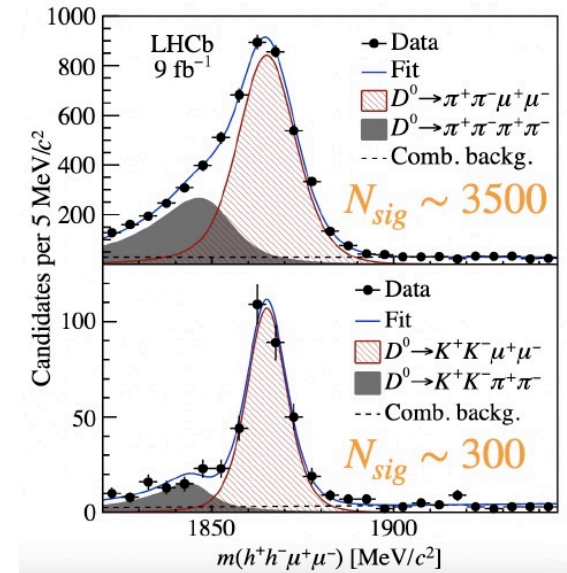 Candidates per 5 MeV/c²
1000
800
600
400
200
LHCb
9 fb⁻¹
Data
Fit
D⁰→π⁺π⁻μ⁺μ⁻
D⁰→π⁺π⁻π⁺π⁻
Comb. backg.
N_sig ~ 3500
100
50
0
Data
Fit
D⁰→K⁺K⁻μ⁺μ⁻
D⁰→K⁺K⁻π⁺π⁻
Comb. backg.
N_sig ~ 300
1850
1900
m(h⁺h⁻μ⁺μ⁻) [MeV/c²]